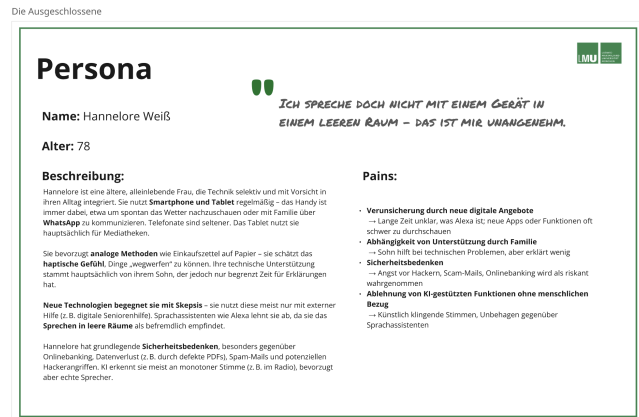 Die Ausgeschlossene
LMU
Persona
"
ICH SPRECHE DOCH NICHT MIT EINEM GERÄT IN
EINEM LEEREN RAUM – DAS IST MIR UNANGENEHM.
Name: Hannelore Weiß
Alter: 78
Beschreibung:
Hannelore ist eine ältere, alleinlebende Frau, die Technik selektiv und mit Vorsicht in
ihren Alltag integriert. Sie nutzt Smartphone und Tablet regelmäßig – das Handy ist
immer dabei, etwa um spontan das Wetter nachzuschauen oder mit Familie über
WhatsApp zu kommunizieren. Telefonate sind seltener. Das Tablet nutzt sie
hauptsächlich für Mediatheken.
Sie bevorzugt analoge Methoden wie Einkaufszettel auf Papier – sie schätzt das
haptische Gefühl, Dinge „wegwerfen“ zu können. Ihre technische Unterstützung
stammt hauptsächlich von ihrem Sohn, der jedoch nur begrenzt Zeit für Erklärungen
hat.
Neue Technologien begegnet sie mit Skepsis – sie nutzt diese meist nur mit externer
Hilfe (z. B. digitale Seniorenhilfe). Sprachassistenten wie Alexa lehnt sie ab, da sie das
Sprechen in leere Räume als befremdlich empfindet.
Hannelore hat grundlegende Sicherheitsbedenken, besonders gegenüber
Onlinebanking, Datenverlust (z. B. durch defekte PDFs), Spam-Mails und potenziellen
Hackerangriffen. KI erkennt sie meist an monotoner Stimme (z. B. im Radio), bevorzugt
aber echte Sprecher.
Pains:
• Verunsicherung durch neue digitale Angebote
→ Lange Zeit unklar, was Alexa ist; neue Apps oder Funktionen oft
schwer zu durchschauen
• Abhängigkeit von Unterstützung durch Familie
→ Sohn hilft bei technischen Problemen, aber erklärt wenig
• Sicherheitsbedenken
→ Angst vor Hackern, Scam-Mails, Onlinebanking wird als riskant
wahrgenommen
• Ablehnung von KI-gestützten Funktionen ohne menschlichen
Bezug
→ Künstlich klingende Stimmen, Unbehagen gegenüber
Sprachassistenten